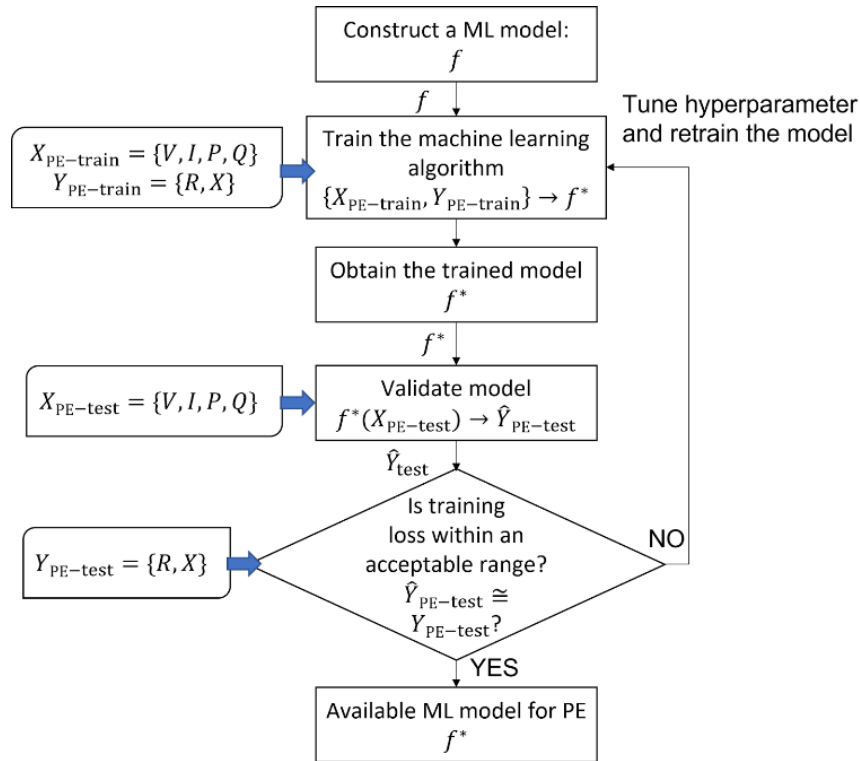 Construct a ML model:
f
f
Tune hyperparameter
and retrain the model
X_PE−train = {V, I, P, Q}
Y_PE−train = {R, X}
Train the machine learning
algorithm
{X_PE−train, Y_PE−train} → f*
Obtain the trained model
f*
f*
X_PE−test = {V, I, P, Q}
Validate model
f*(X_PE−test) → Ŷ_PE−test
Ŷ_test
Is training
loss within an
acceptable range?
Ŷ_PE−test ≅
Y_PE−test?
NO
Y_PE−test = {R, X}
YES
Available ML model for PE
f*